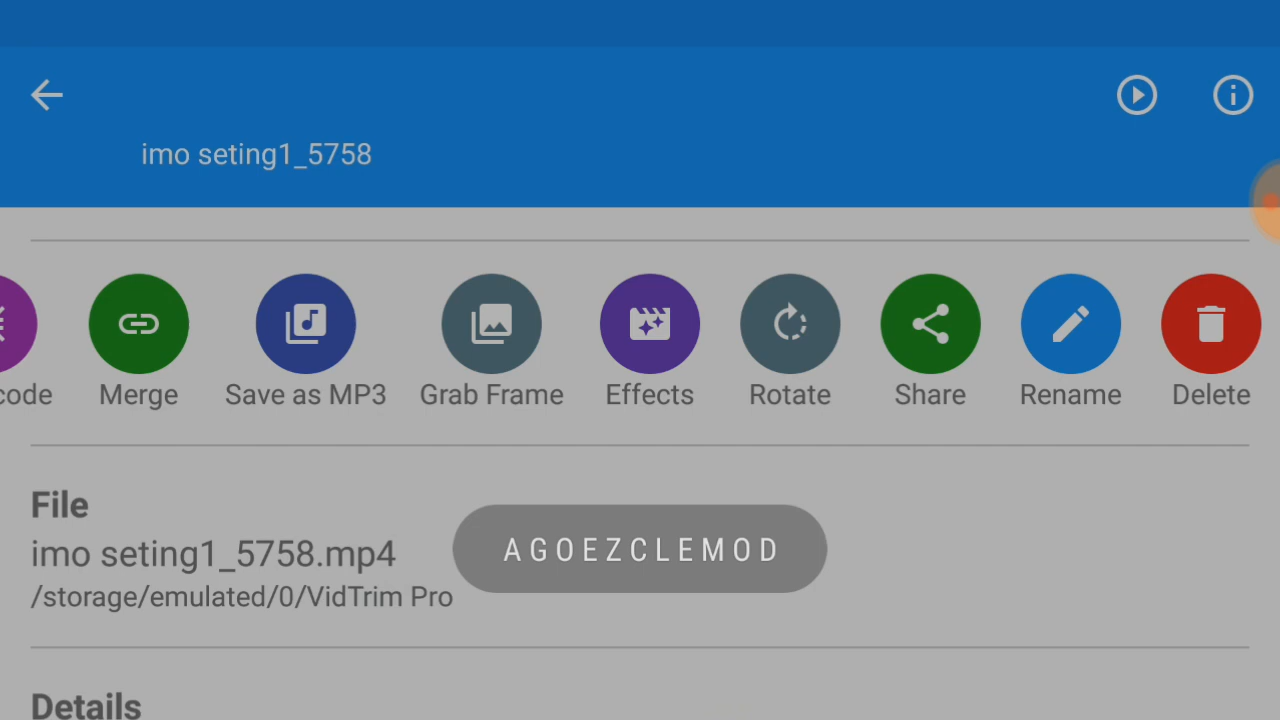 imo seting1_5758
code Merge Save as MP3 Grab Frame Effects Rotate Share Rename Delete
File
imo seting1_5758.mp4
AGOEZCLEMOD
/storage/emulated/0/VidTrim Pro
Details